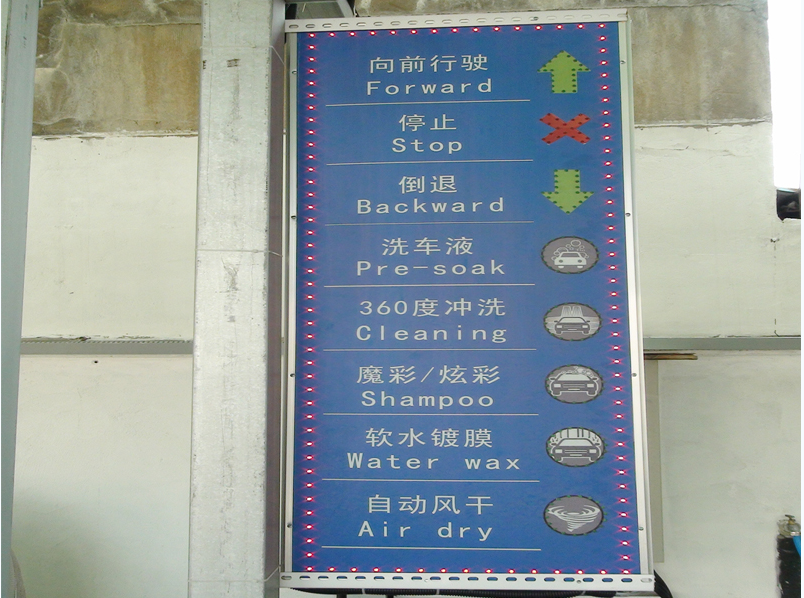 向前行驶
Forward
停止
Stop
倒退
Backward
洗车液
Pre-soak
360度冲洗
Cleaning
魔彩/炫彩
Shampoo
软水镀膜
Water wax
自动风干
Air dry